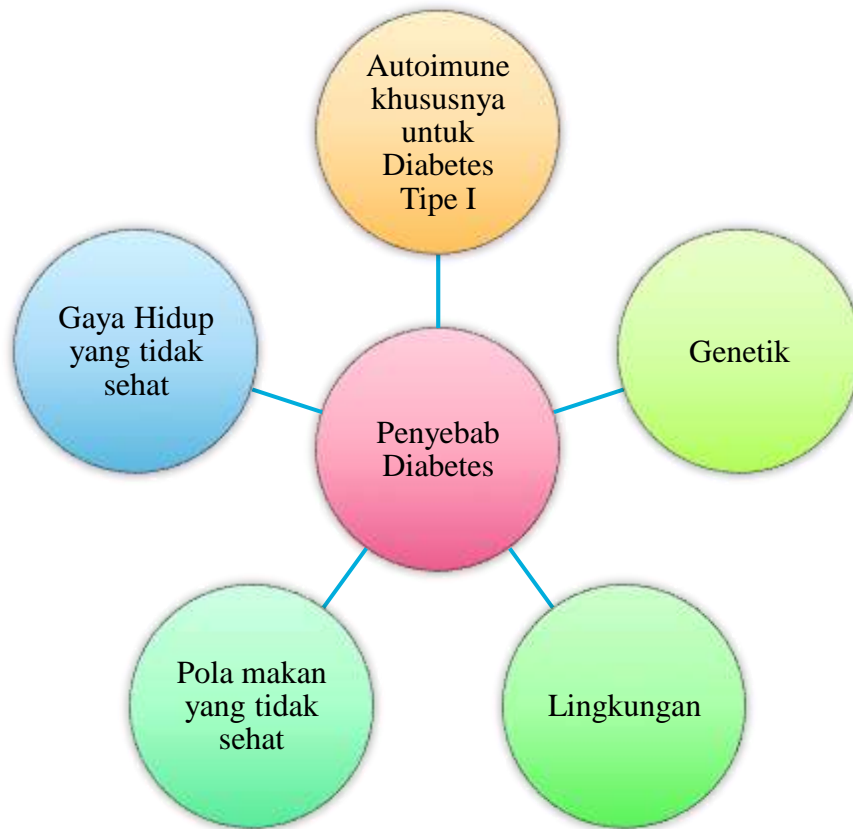 Autoimune
khususnya
untuk
Diabetes
Tipe I
Gaya Hidup
yang tidak
sehat
Genetik
Penyebab
Diabetes
Pola makan
yang tidak
sehat
Lingkungan